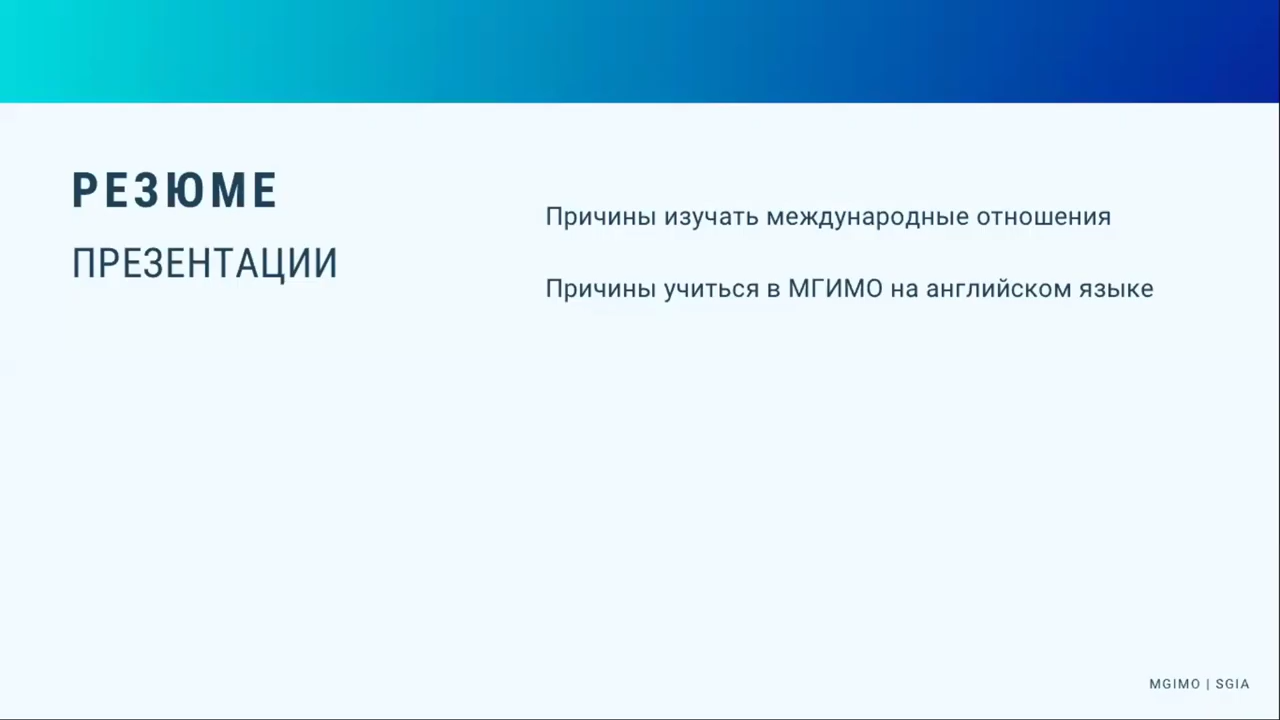 РЕЗЮМЕ
ПРЕЗЕНТАЦИИ
Причины изучать международные отношения
Причины учиться в МГИМО на английском языке
MGIMO | SGIA